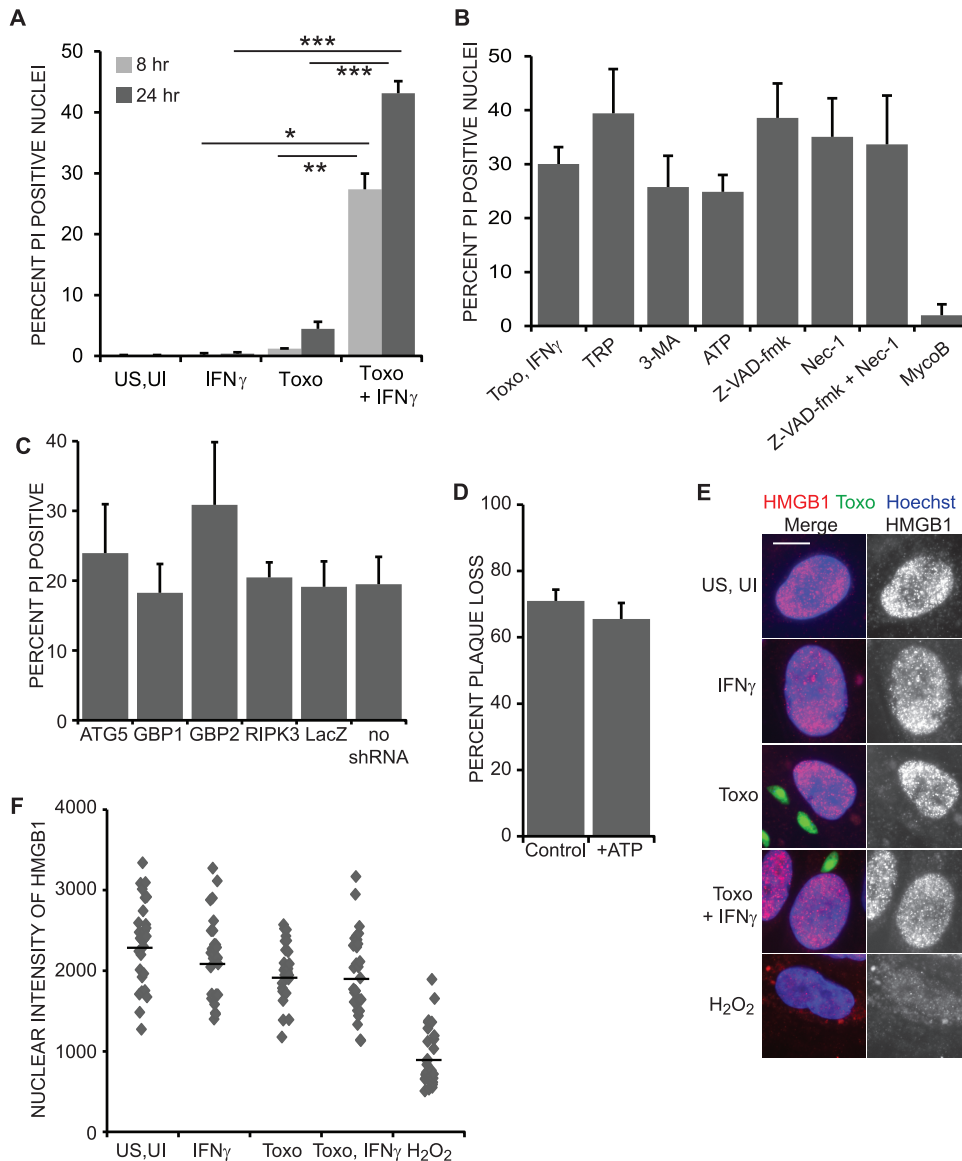 A
PERCENT PI POSITIVE NUCLEI
50
40
30
20
10
0
8 hr
24 hr
***
***
*
**
US,UI
IFNγ
Toxo
Toxo
+ IFNγ
B
PERCENT PI POSITIVE NUCLEI
50
40
30
20
10
0
Toxo, IFNγ
TRP
3-MA
ATP
Z-VAD-fmk
Nec-1
Z-VAD-fmk + Nec-1
MycoB
C
PERCENT PI POSITIVE
40
30
20
10
0
ATG5
GBP1
GBP2
RIPK3
LacZ
no
shRNA
D
PERCENT PLAQUE LOSS
100
80
60
40
20
0
Control
+ATP
E
HMGB1 Toxo Hoechst
Merge
HMGB1
US, UI
IFNγ
Toxo
Toxo
+ IFNγ
H₂O₂
F
NUCLEAR INTENSITY OF HMGB1
4000
3000
2000
1000
0
US,UI
IFNγ
Toxo
Toxo, IFNγ
H₂O₂